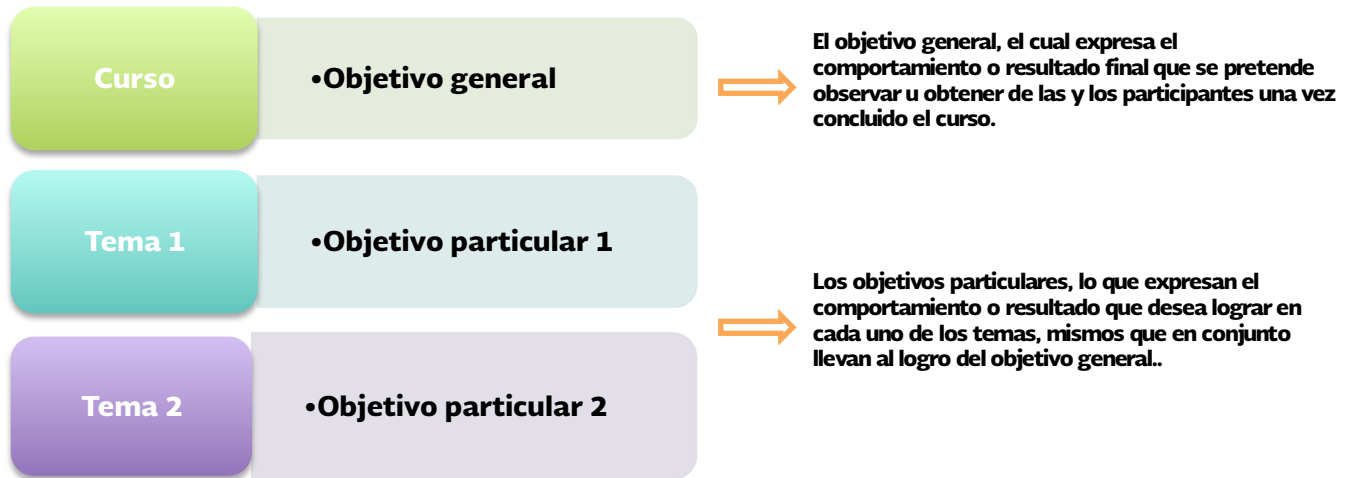 Curso
•Objetivo general
El objetivo general, el cual expresa el
comportamiento o resultado final que se pretende
observar u obtener de las y los participantes una vez
concluido el curso.
Tema 1
•Objetivo particular 1
Tema 2
•Objetivo particular 2
Los objetivos particulares, lo que expresan el
comportamiento o resultado que desea lograr en
cada uno de los temas, mismos que en conjunto
llevan al logro del objetivo general..